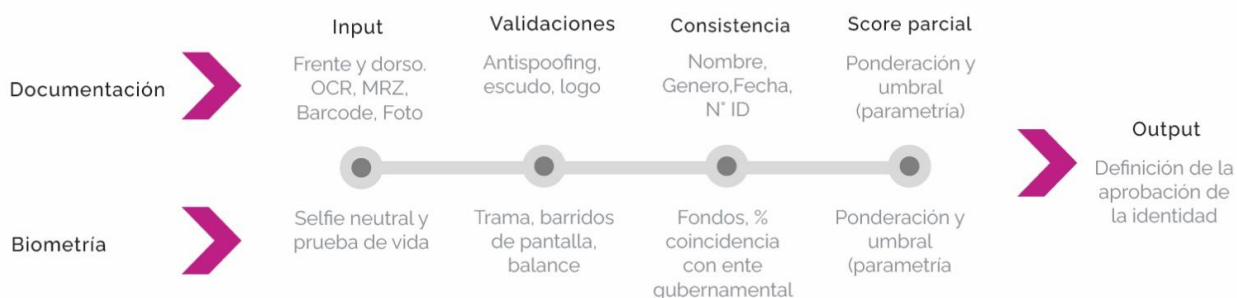 Input
Validaciones
Consistencia
Score parcial
Documentación
Frente y dorso.
OCR, MRZ,
Barcode, Foto
Antispoofing,
escudo, logo
Nombre,
Genero,Fecha,
N° ID
Ponderación y
umbral
(parametría)
Output
Definición de la
aprobación de
la identidad
Biometría
Selfie neutral y
prueba de vida
Trama, barridos
de pantalla,
balance
Fondos, %
coincidencia
con ente
gubernamental
Ponderación y
umbral
(parametría